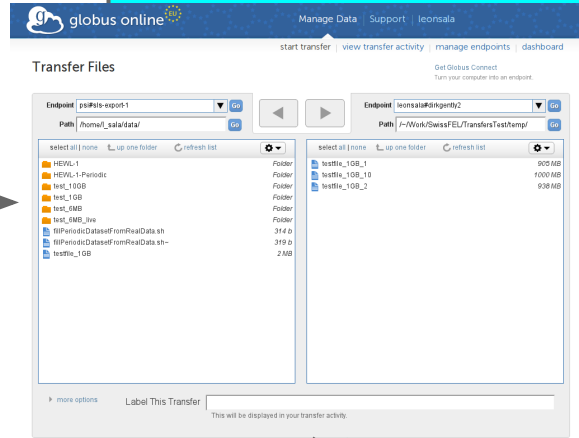 globus online EU
Manage Data | Support | leonsala
start transfer | view transfer activity | manage endpoints | dashboard
Transfer Files
Get Globus Connect
Turn your computer into an endpoint.
Endpoint psi#sls-export-1 Go
Path /home/l_sala/data/ Go
Endpoint leonsala#dirkgently2 Go
Path /~/Work/SwissFEL/TransfersTest/temp/ Go
select all | none up one folder refresh list
HEWL-1 Folder
HEWL-1-Periodic Folder
test_10GB Folder
test_1GB Folder
test_6MB Folder
test_6MB_live Folder
fillPeriodicDatasetFromRealData.sh 314 b
fillPeriodicDatasetFromRealData.sh~ 319 b
testfile_1GB 2 MB
select all | none up one folder refresh list
testfile_1GB_1 905 MB
testfile_1GB_10 1000 MB
testfile_1GB_2 938 MB
more options
Label This Transfer
This will be displayed in your transfer activity.